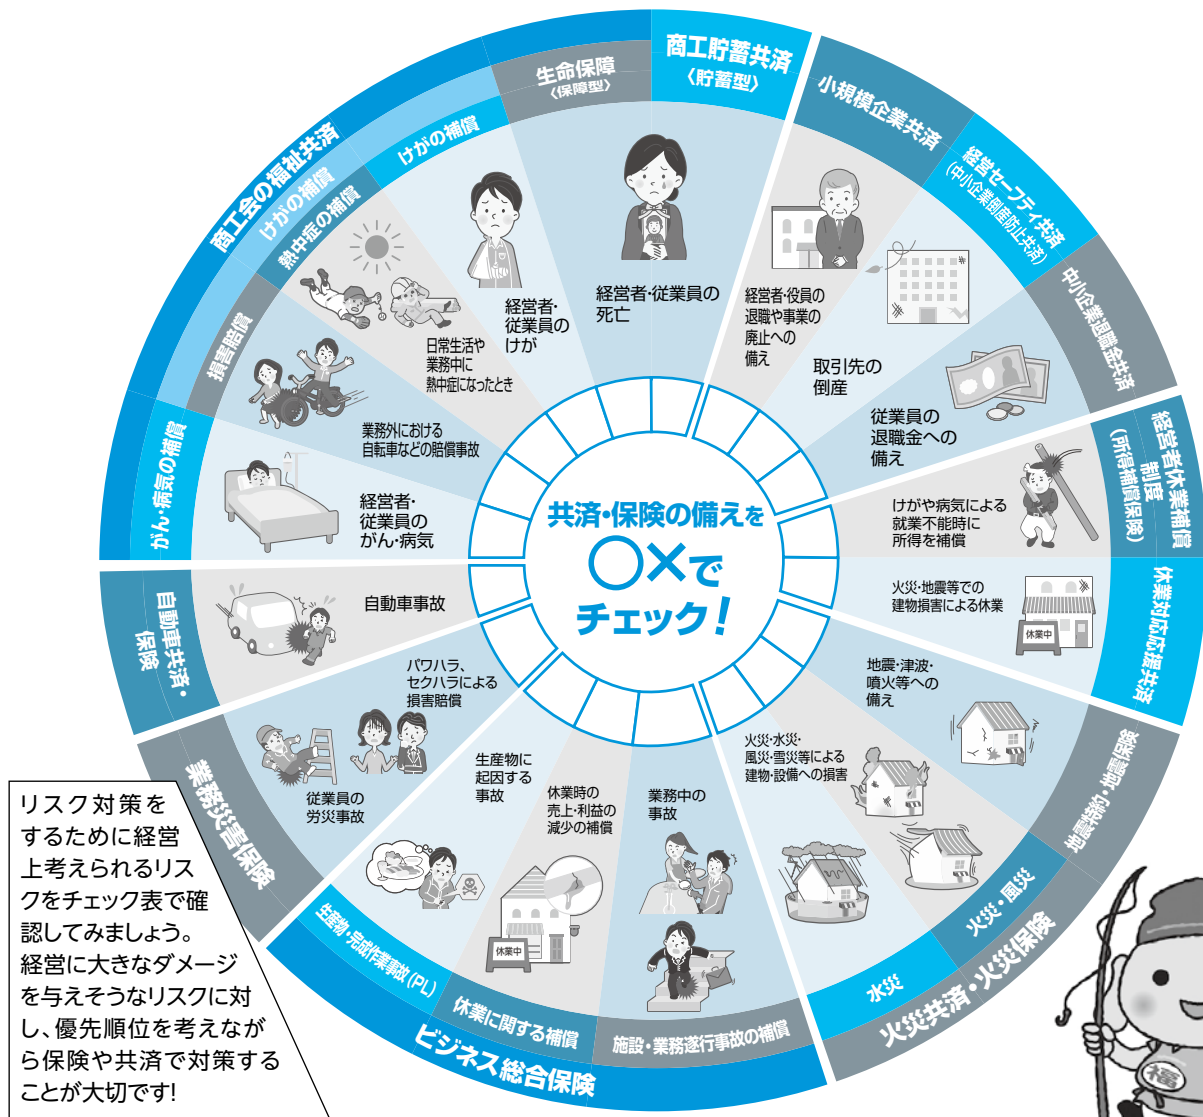 共済・保険の備えを
○×で
チェック!
商工貯蓄共済
〈貯蓄型〉
生命保障
〈保障型〉
経営者・従業員の
死亡
小規模企業共済
経営者・役員の
退職や事業の
廃止への
備え
経営セーフティ共済
(中小企業倒産防止共済)
取引先の
倒産
中小企業退職金共済
従業員の
退職金への
備え
経営者休業補償
制度
(所得補償保険)
けがや病気による
就業不能時に
所得を補償
休業対応応援共済
火災・地震等での
建物損害による休業
休業中
地震特約・地震保険
地震・津波・
噴火等への
備え
火災共済・火災保険
火災・風災
水災
火災・水災・
風災・雪災等による
建物・設備への損害
ビジネス総合保険
施設・業務遂行事故の補償
業務中の
事故
休業に関する補償
休業時の
売上・利益の
減少の補償
休業中
生産物・完成作業事故(PL)
生産物に
起因する
事故
業務災害保険
パワハラ、
セクハラによる
損害賠償
従業員の
労災事故
自動車共済・
保険
自動車事故
がん・病気の補償
経営者・
従業員の
がん・病気
商工会の福祉共済
けがの補償
損害賠償
業務外における
自転車などの賠償事故
熱中症の補償
日常生活や
業務中に
熱中症になったとき
けがの補償
経営者・
従業員の
けが
リスク対策を
するために経営
上考えられるリス
クをチェック表で確
認してみましょう。
経営に大きなダメージ
を与えそうなリスクに対
し、優先順位を考えなが
ら保険や共済で対策する
ことが大切です!
福